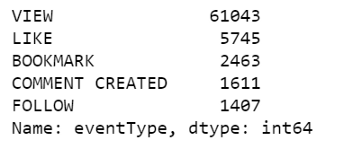 VIEW 61043
LIKE 5745
BOOKMARK 2463
COMMENT CREATED 1611
FOLLOW 1407
Name: eventType, dtype: int64